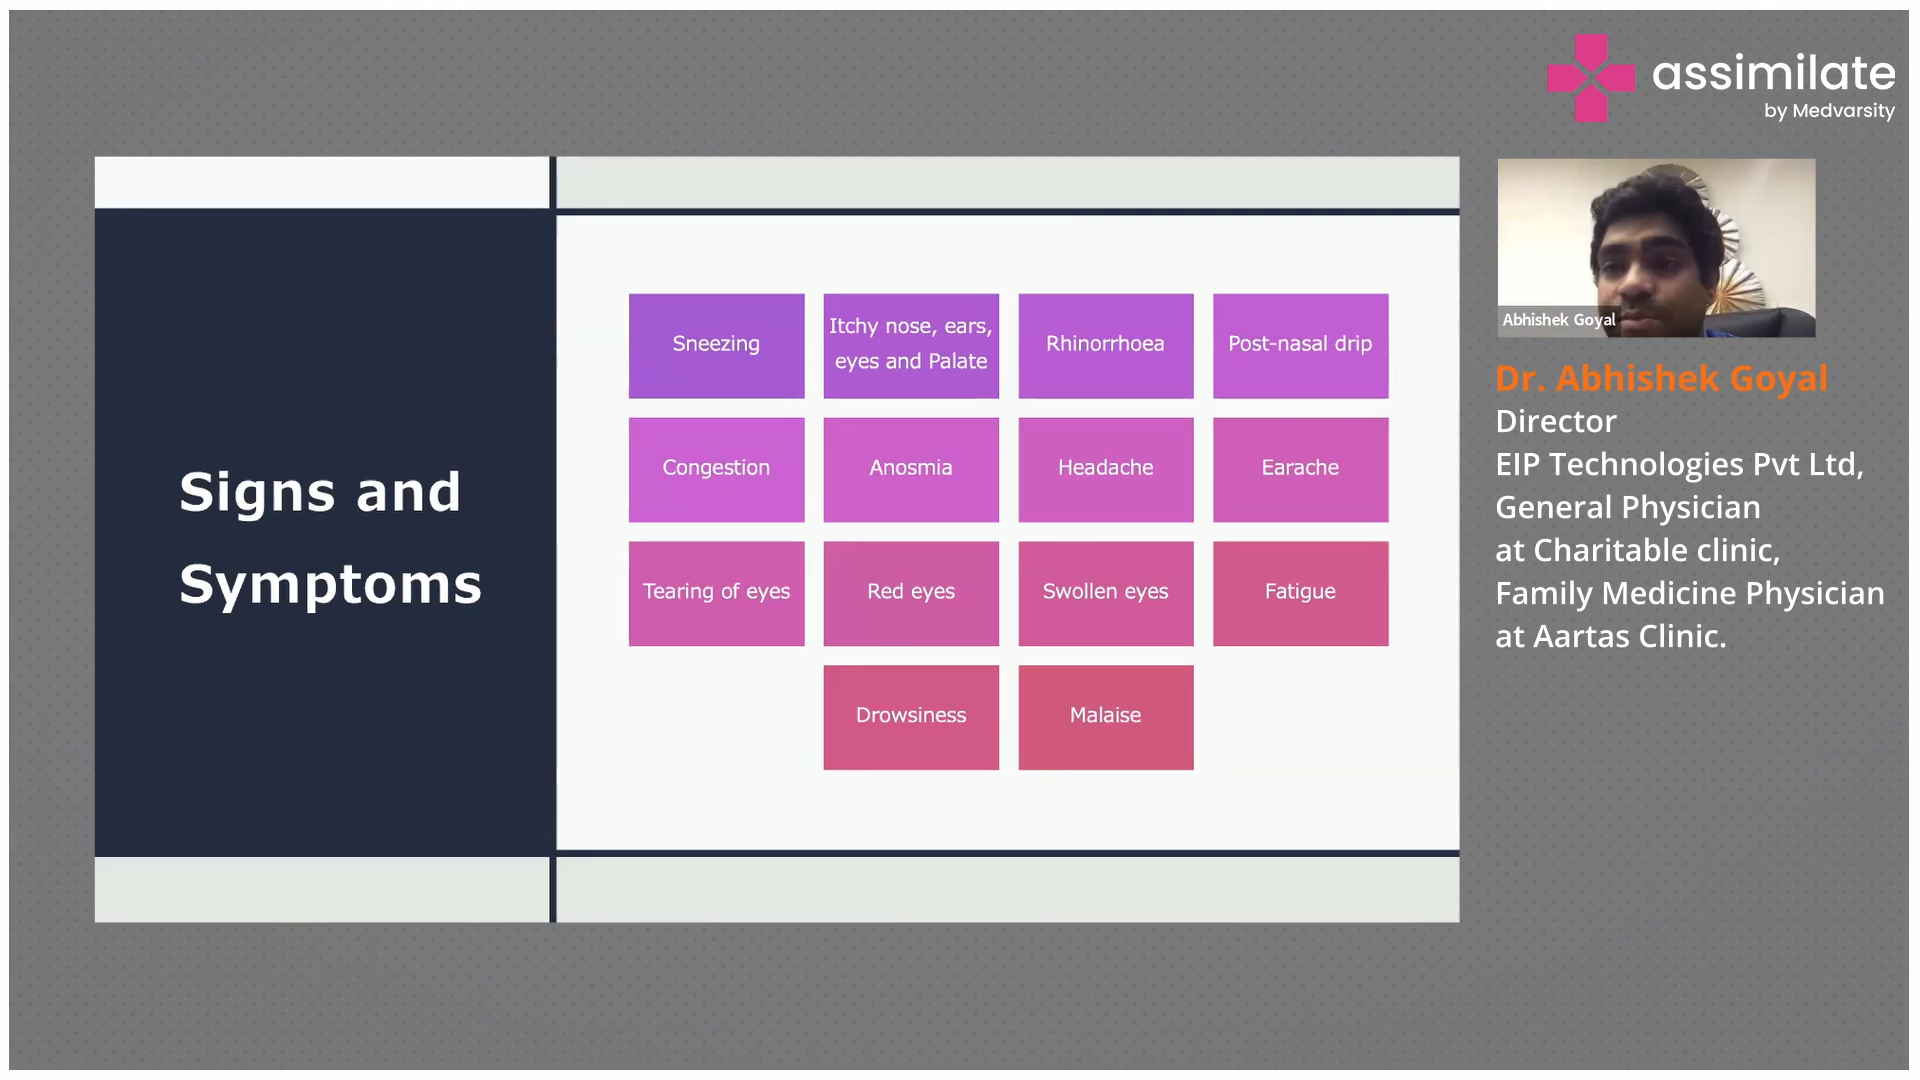 assimilate
by Medvarsity
Signs and
Symptoms
Sneezing
Itchy nose, ears,
eyes and Palate
Rhinorrhoea
Post-nasal drip
Congestion
Anosmia
Headache
Earache
Tearing of eyes
Red eyes
Swollen eyes
Fatigue
Drowsiness
Malaise
Abhishek Goyal
Dr. Abhishek Goyal
Director
EIP Technologies Pvt Ltd,
General Physician
at Charitable clinic,
Family Medicine Physician
at Aartas Clinic.